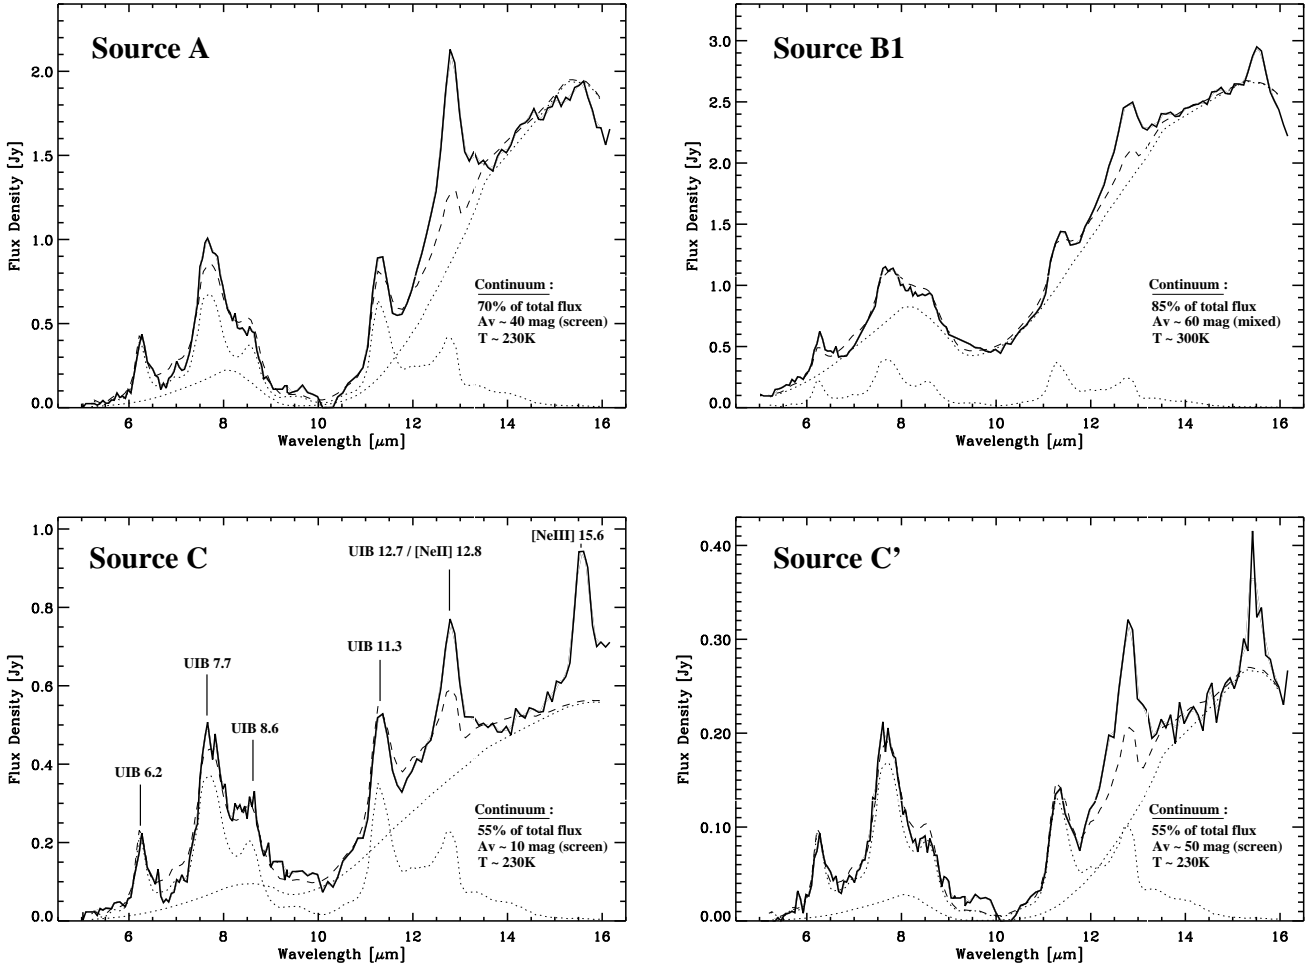 Source A
Flux Density [Jy]
2.0
1.5
1.0
0.5
0.0
Continuum :
70% of total flux
Av ~ 40 mag (screen)
T ~ 230K
6 8 10 12 14 16
Wavelength [μm]
Source B1
Flux Density [Jy]
3.0
2.5
2.0
1.5
1.0
0.5
0.0
Continuum :
85% of total flux
Av ~ 60 mag (mixed)
T ~ 300K
6 8 10 12 14 16
Wavelength [μm]
Source C
Flux Density [Jy]
1.0
0.8
0.6
0.4
0.2
0.0
[NeIII] 15.6
UIB 12.7 / [NeII] 12.8
UIB 11.3
UIB 7.7
UIB 8.6
UIB 6.2
Continuum :
55% of total flux
Av ~ 10 mag (screen)
T ~ 230K
6 8 10 12 14 16
Wavelength [μm]
Source C’
Flux Density [Jy]
0.40
0.30
0.20
0.10
0.00
Continuum :
55% of total flux
Av ~ 50 mag (screen)
T ~ 230K
6 8 10 12 14 16
Wavelength [μm]